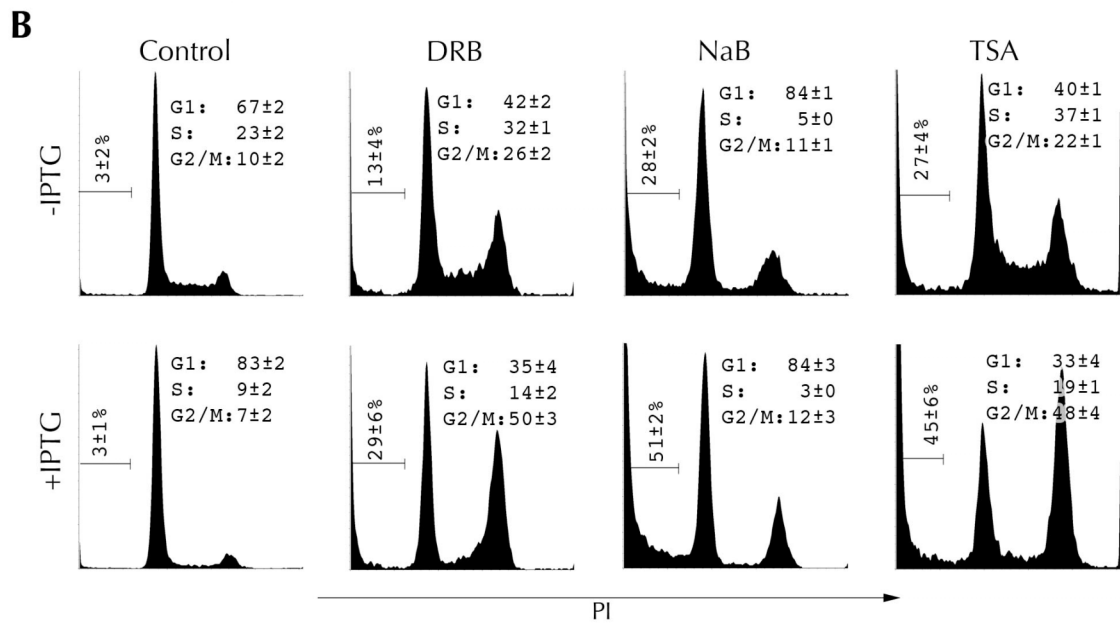 B
Control
DRB
NaB
TSA
-IPTG
3±2%
G1: 67±2
S: 23±2
G2/M:10±2
13±4%
G1: 42±2
S: 32±1
G2/M:26±2
28±2%
G1: 84±1
S: 5±0
G2/M:11±1
27±4%
G1: 40±1
S: 37±1
G2/M:22±1
+IPTG
3±1%
G1: 83±2
S: 9±2
G2/M:7±2
29±6%
G1: 35±4
S: 14±2
G2/M:50±3
51±2%
G1: 84±3
S: 3±0
G2/M:12±3
45±6%
G1: 33±4
S: 19±1
G2/M:48±4
PI